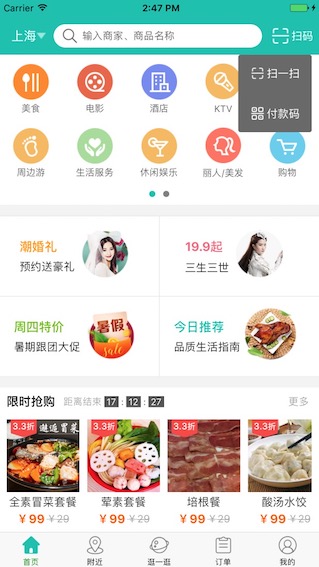 Carrier 2:47 PM
上海 输入商家、商品名称 扫码
扫一扫
付款码
美食 电影 酒店 KTV
周边游 生活服务 休闲娱乐 丽人/美发 购物
潮婚礼
预约送豪礼
19.9起
三生三世
周四特价
暑期跟团大促
暑假
Sale
今日推荐
品质生活指南
限时抢购 距离结束 17:12:27 更多
3.3折 3.3折 3.3折 3.3折
邂逅冒菜
全素冒菜套餐 荤素套餐 培根餐 酸汤水饺
￥99 ￥29 ￥99 ￥29 ￥99 ￥29 ￥99 ￥29
首页 附近 逛一逛 订单 我的